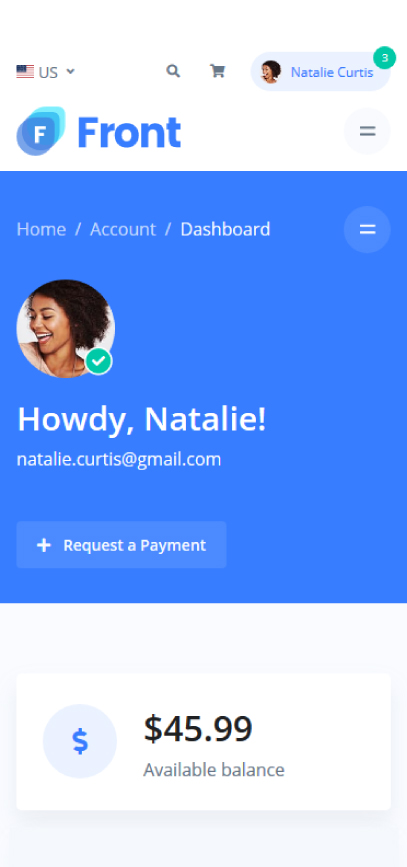 US
Natalie Curtis
3
F Front
Home / Account / Dashboard
Howdy, Natalie!
natalie.curtis@gmail.com
+ Request a Payment
$ $45.99
Available balance